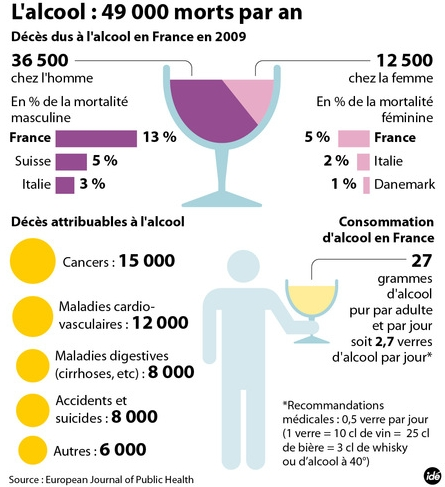 L'alcool : 49 000 morts par an
Décès dus à l'alcool en France en 2009
36 500
chez l'homme
En % de la mortalité
masculine
France 13 %
Suisse 5 %
Italie 3 %
12 500
chez la femme
En % de la mortalité
féminine
5 % France
2 % Italie
1 % Danemark
Décès attribuables à l'alcool
Cancers : 15 000
Maladies cardio-
vasculaires : 12 000
Maladies digestives
(cirrhoses, etc) : 8 000
Accidents et
suicides : 8 000
Autres : 6 000
Consommation
d'alcool en France
27
grammes
d'alcool
pur par adulte
et par jour
soit 2,7 verres
d'alcool par jour*
*Recommandations
médicales : 0,5 verre par jour
(1 verre = 10 cl de vin = 25 cl
de bière = 3 cl de whisky
ou d'alcool à 40°)
Source : European Journal of Public Health
idé